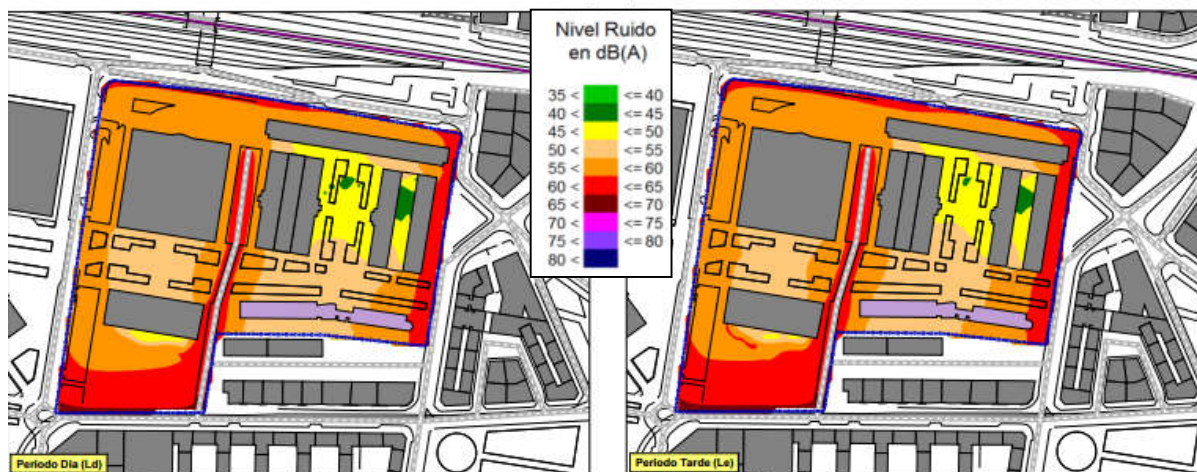 Nivel Ruido
en dB(A)
35 < <= 40
40 < <= 45
45 < <= 50
50 < <= 55
55 < <= 60
60 < <= 65
65 < <= 70
70 < <= 75
75 < <= 80
80 <
Periodo Día (Ld)
Periodo Tarde (Le)